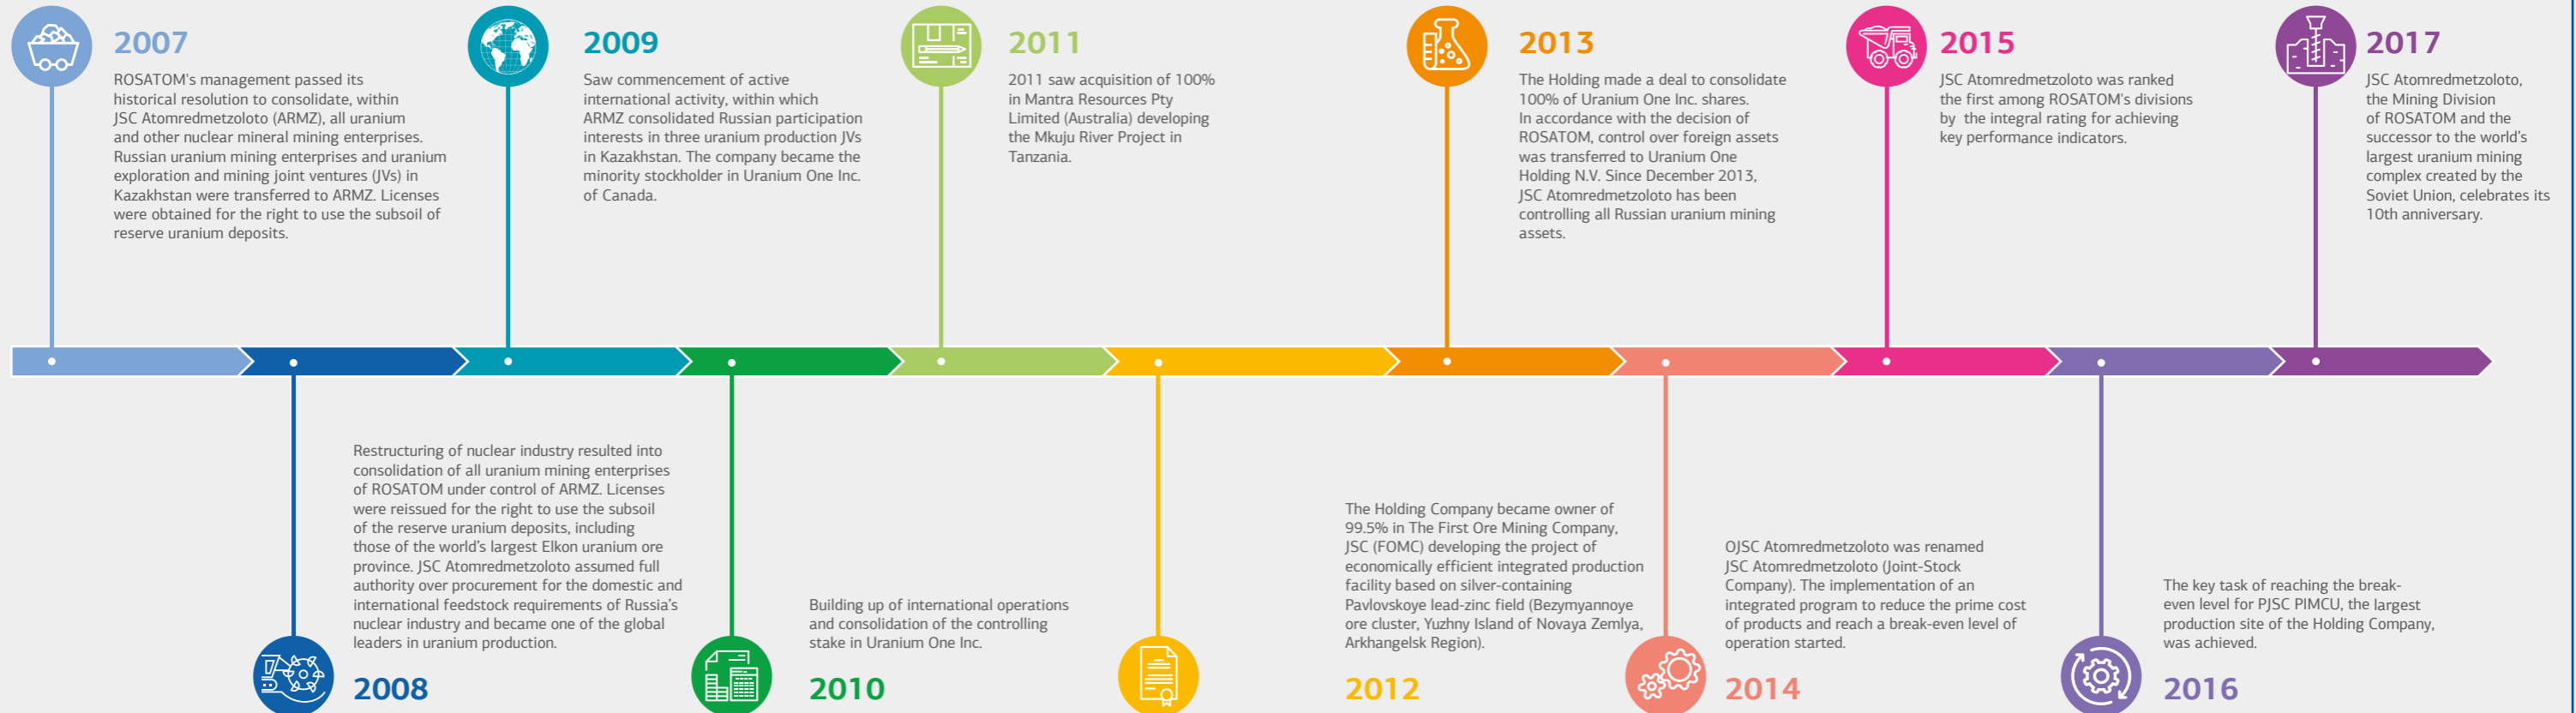 2007
ROSATOM's management passed its
historical resolution to consolidate, within
JSC Atomredmetzoloto (ARMZ), all uranium
and other nuclear mineral mining enterprises.
Russian uranium mining enterprises and uranium
exploration and mining joint ventures (JVs) in
Kazakhstan were transferred to ARMZ. Licenses
were obtained for the right to use the subsoil of
reserve uranium deposits.
2009
Saw commencement of active
international activity, within which
ARMZ consolidated Russian participation
interests in three uranium production JVs
in Kazakhstan. The company became the
minority stockholder in Uranium One Inc.
of Canada.
2011
2011 saw acquisition of 100%
in Mantra Resources Pty
Limited (Australia) developing
the Mkuju River Project in
Tanzania.
2013
The Holding made a deal to consolidate
100% of Uranium One Inc. shares.
In accordance with the decision of
ROSATOM, control over foreign assets
was transferred to Uranium One
Holding N.V. Since December 2013,
JSC Atomredmetzoloto has been
controlling all Russian uranium mining
assets.
2015
JSC Atomredmetzoloto was ranked
the first among ROSATOM's divisions
by the integral rating for achieving
key performance indicators.
2017
JSC Atomredmetzoloto,
the Mining Division
of ROSATOM and the
successor to the world's
largest uranium mining
complex created by the
Soviet Union, celebrates its
10th anniversary.
Restructuring of nuclear industry resulted into
consolidation of all uranium mining enterprises
of ROSATOM under control of ARMZ. Licenses
were reissued for the right to use the subsoil
of the reserve uranium deposits, including
those of the world's largest Elkon uranium ore
province. JSC Atomredmetzoloto assumed full
authority over procurement for the domestic and
international feedstock requirements of Russia's
nuclear industry and became one of the global
leaders in uranium production.
2008
Building up of international operations
and consolidation of the controlling
stake in Uranium One Inc.
2010
The Holding Company became owner of
99.5% in The First Ore Mining Company,
JSC (FOMC) developing the project of
economically efficient integrated production
facility based on silver-containing
Pavlovskoye lead-zinc field (Bezymyannoye
ore cluster, Yuzhny Island of Novaya Zemlya,
Arkhangelsk Region).
2012
OJSC Atomredmetzoloto was renamed
JSC Atomredmetzoloto (Joint-Stock
Company). The implementation of an
integrated program to reduce the prime cost
of products and reach a break-even level of
operation started.
2014
The key task of reaching the break-
even level for PJSC PIMCU, the largest
production site of the Holding Company,
was achieved.
2016